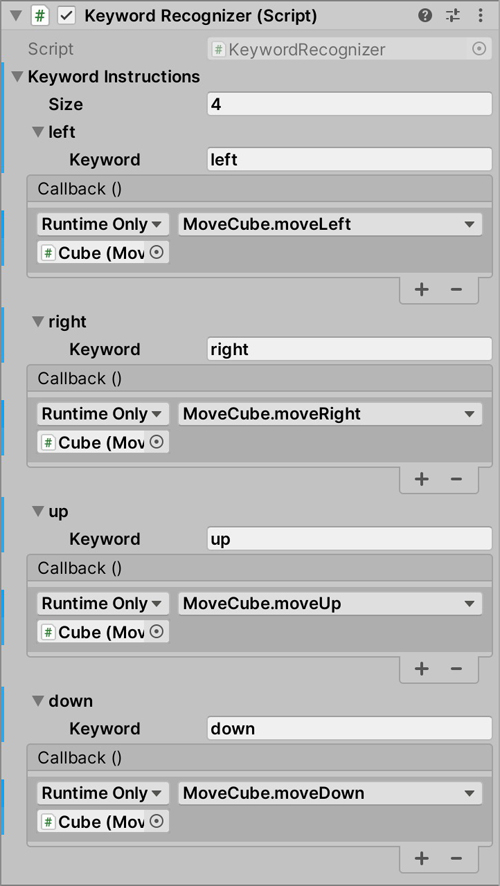 Keyword Recognizer (Script)
Script
KeywordRecognizer
Keyword Instructions
Size 4
left
Keyword left
Callback ()
Runtime Only MoveCube.moveLeft
Cube (Mov
right
Keyword right
Callback ()
Runtime Only MoveCube.moveRight
Cube (Mov
up
Keyword up
Callback ()
Runtime Only MoveCube.moveUp
Cube (Mov
down
Keyword down
Callback ()
Runtime Only MoveCube.moveDown
Cube (Mov